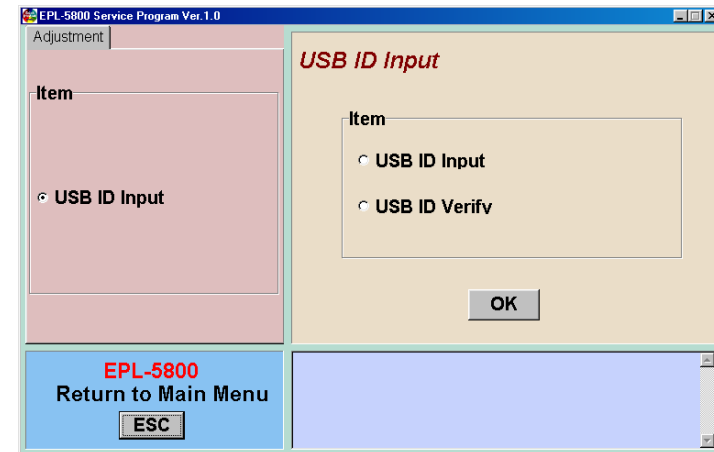 EPL-5800 Service Program Ver.1.0
Adjustment
Item
USB ID Input
USB ID Input
Item
USB ID Input
USB ID Verify
OK
EPL-5800
Return to Main Menu
ESC